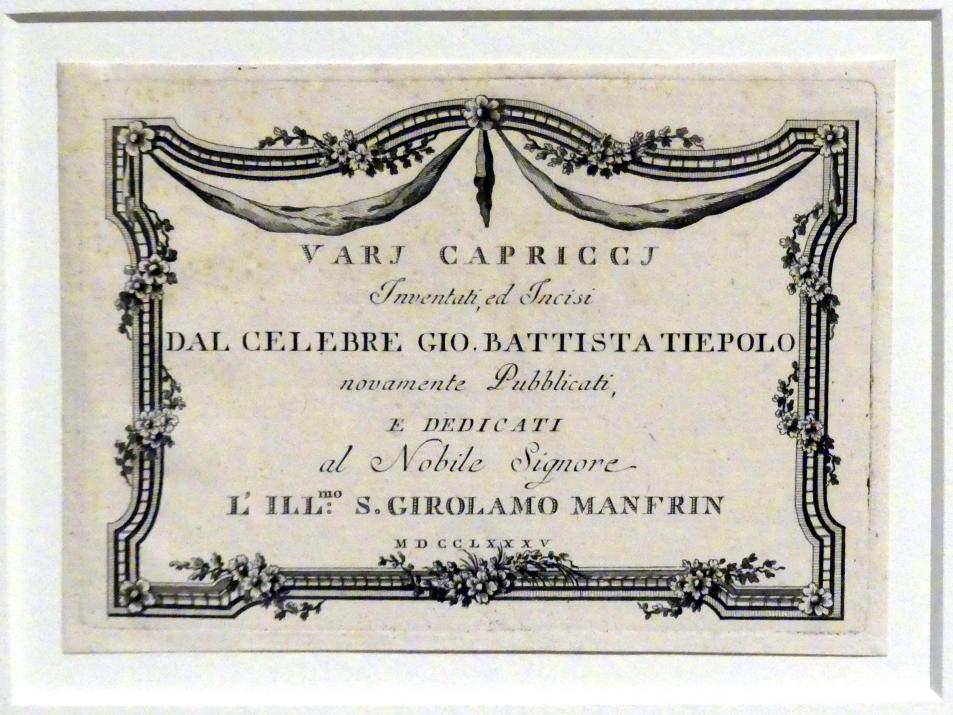 VARJ CAPRICCJ
Inventati, ed Incisi
DAL CELEBRE GIO. BATTISTA TIEPOLO
novamente Pubblicati,
E DEDICATI
al Nobile Signore
L' ILL.mo: S. GIROLAMO MANFRIN
MDCCLXXXV